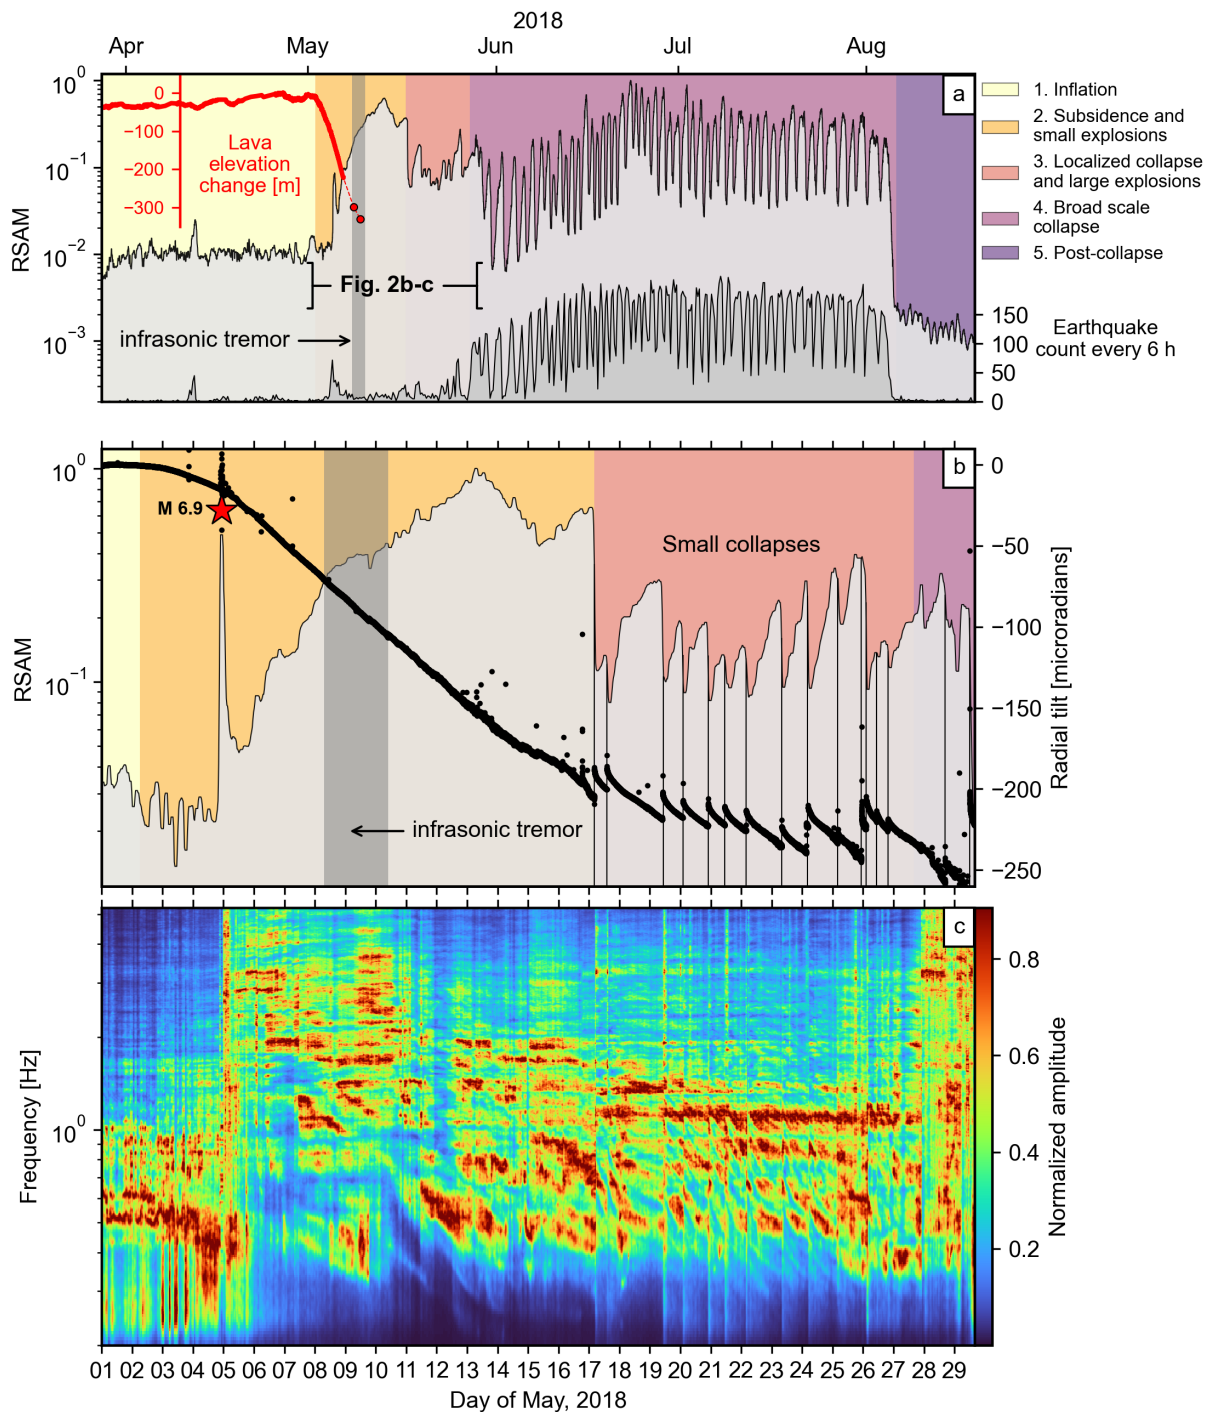 2018
Apr May Jun Jul Aug
a
10^0
10^−1
10^−2
10^−3
RSAM
0
−100
−200
−300
Lava
elevation
change [m]
Fig. 2b-c
infrasonic tremor
150
100
50
0
Earthquake
count every 6 h
1. Inflation
2. Subsidence and
small explosions
3. Localized collapse
and large explosions
4. Broad scale
collapse
5. Post-collapse
b
10^0
10^−1
RSAM
M 6.9
Small collapses
infrasonic tremor
0
−50
−100
−150
−200
−250
Radial tilt [microradians]
c
10^0
Frequency [Hz]
0.8
0.6
0.4
0.2
Normalized amplitude
01 02 03 04 05 06 07 08 09 10 11 12 13 14 15 16 17 18 19 20 21 22 23 24 25 26 27 28 29
Day of May, 2018